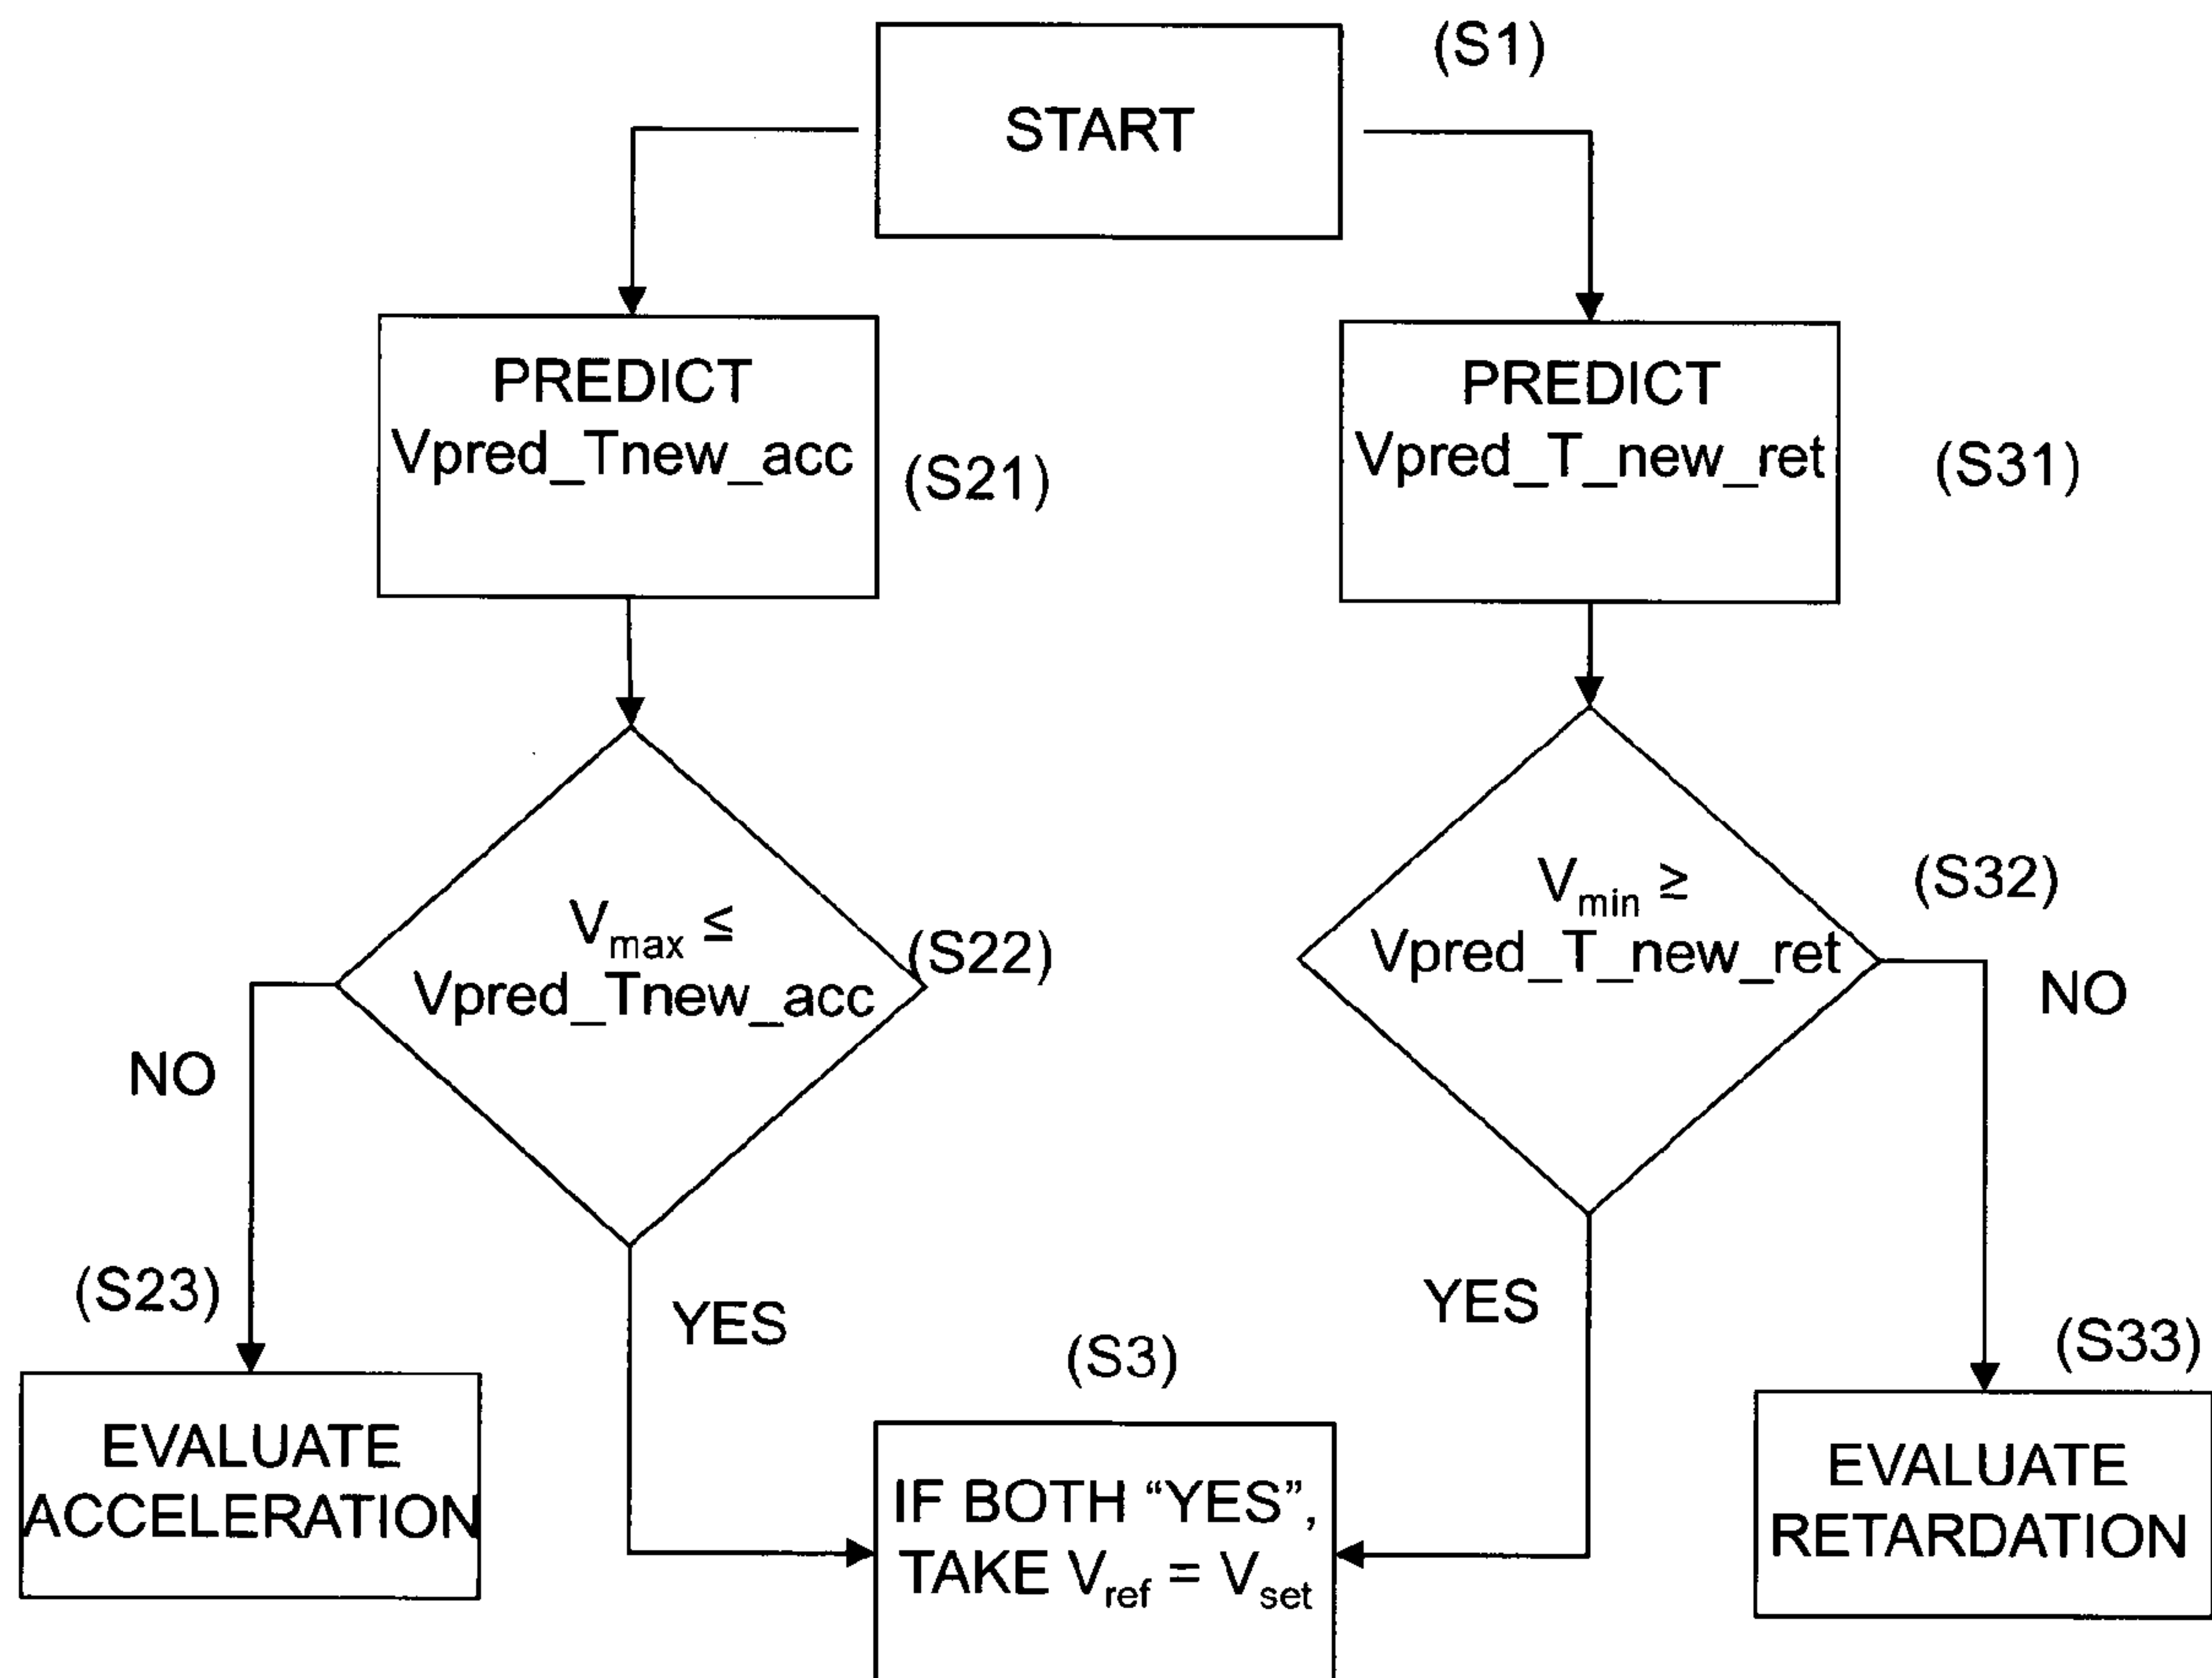 (S1)
START
PREDICT
Vpred_Tnew_acc
(S21)
PREDICT
Vpred_T_new_ret
(S31)
Vmax ≤
Vpred_Tnew_acc
(S22)
Vmin ≥
Vpred_T_new_ret
(S32)
NO
NO
(S23)
YES
YES
(S3)
(S33)
EVALUATE
ACCELERATION
IF BOTH “YES”,
TAKE Vref = Vset
EVALUATE
RETARDATION